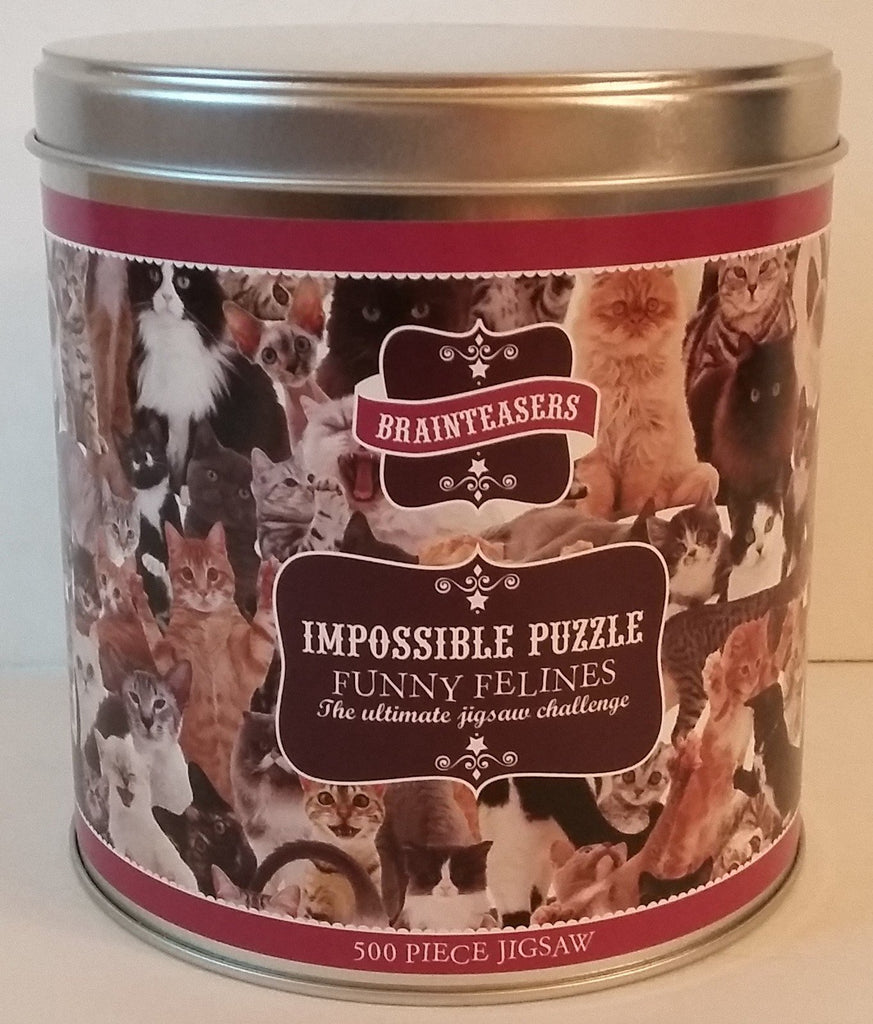 BRAINTEASERS
IMPOSSIBLE PUZZLE
FUNNY FELINES
The ultimate jigsaw challenge
500 PIECE JIGSAW